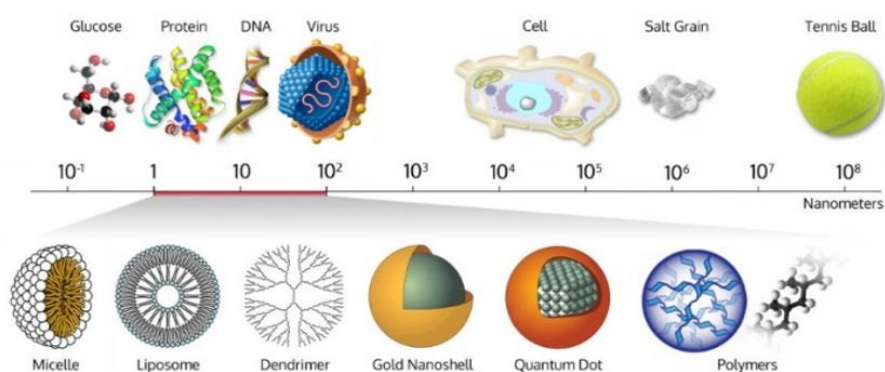 Glucose Protein DNA Virus Cell Salt Grain Tennis Ball
10⁻¹ 1 10 10² 10³ 10⁴ 10⁵ 10⁶ 10⁷ 10⁸
Nanometers
Micelle Liposome Dendrimer Gold Nanoshell Quantum Dot Polymers